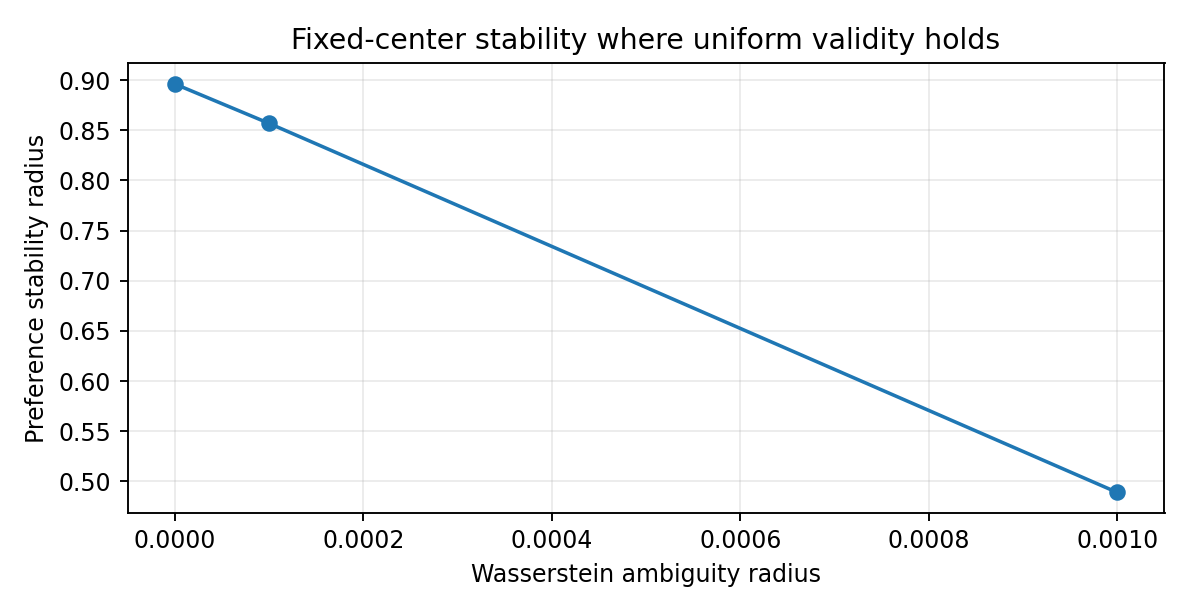 Fixed-center stability where uniform validity holds
Preference stability radius
0.90
0.85
0.80
0.75
0.70
0.65
0.60
0.55
0.50
0.0000 0.0002 0.0004 0.0006 0.0008 0.0010
Wasserstein ambiguity radius